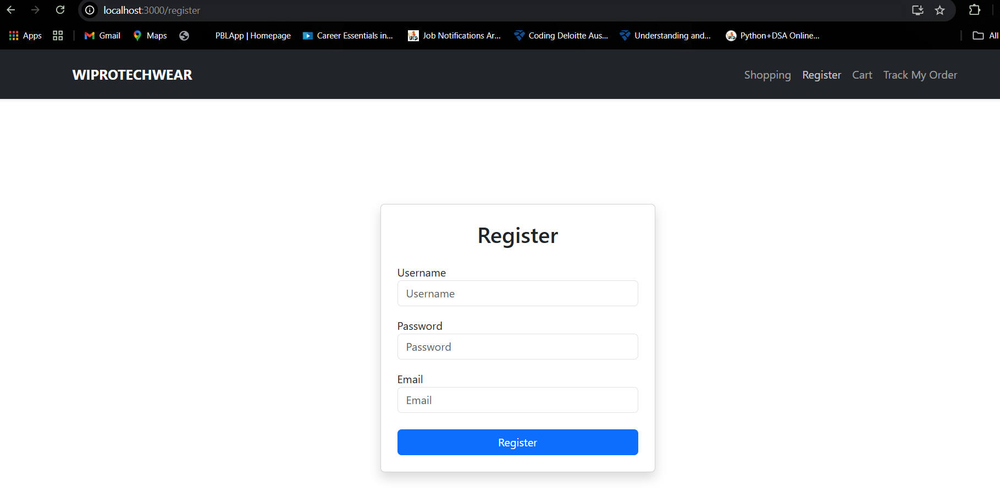 localhost:3000/register
Apps Gmail Maps PBLApp | Homepage Career Essentials in... Job Notifications Ar... Coding Deloitte Aus... Understanding and... Python+DSA Online... All
WIPROTECHWEAR Shopping Register Cart Track My Order
Register
Username
Username
Password
Password
Email
Email
Register